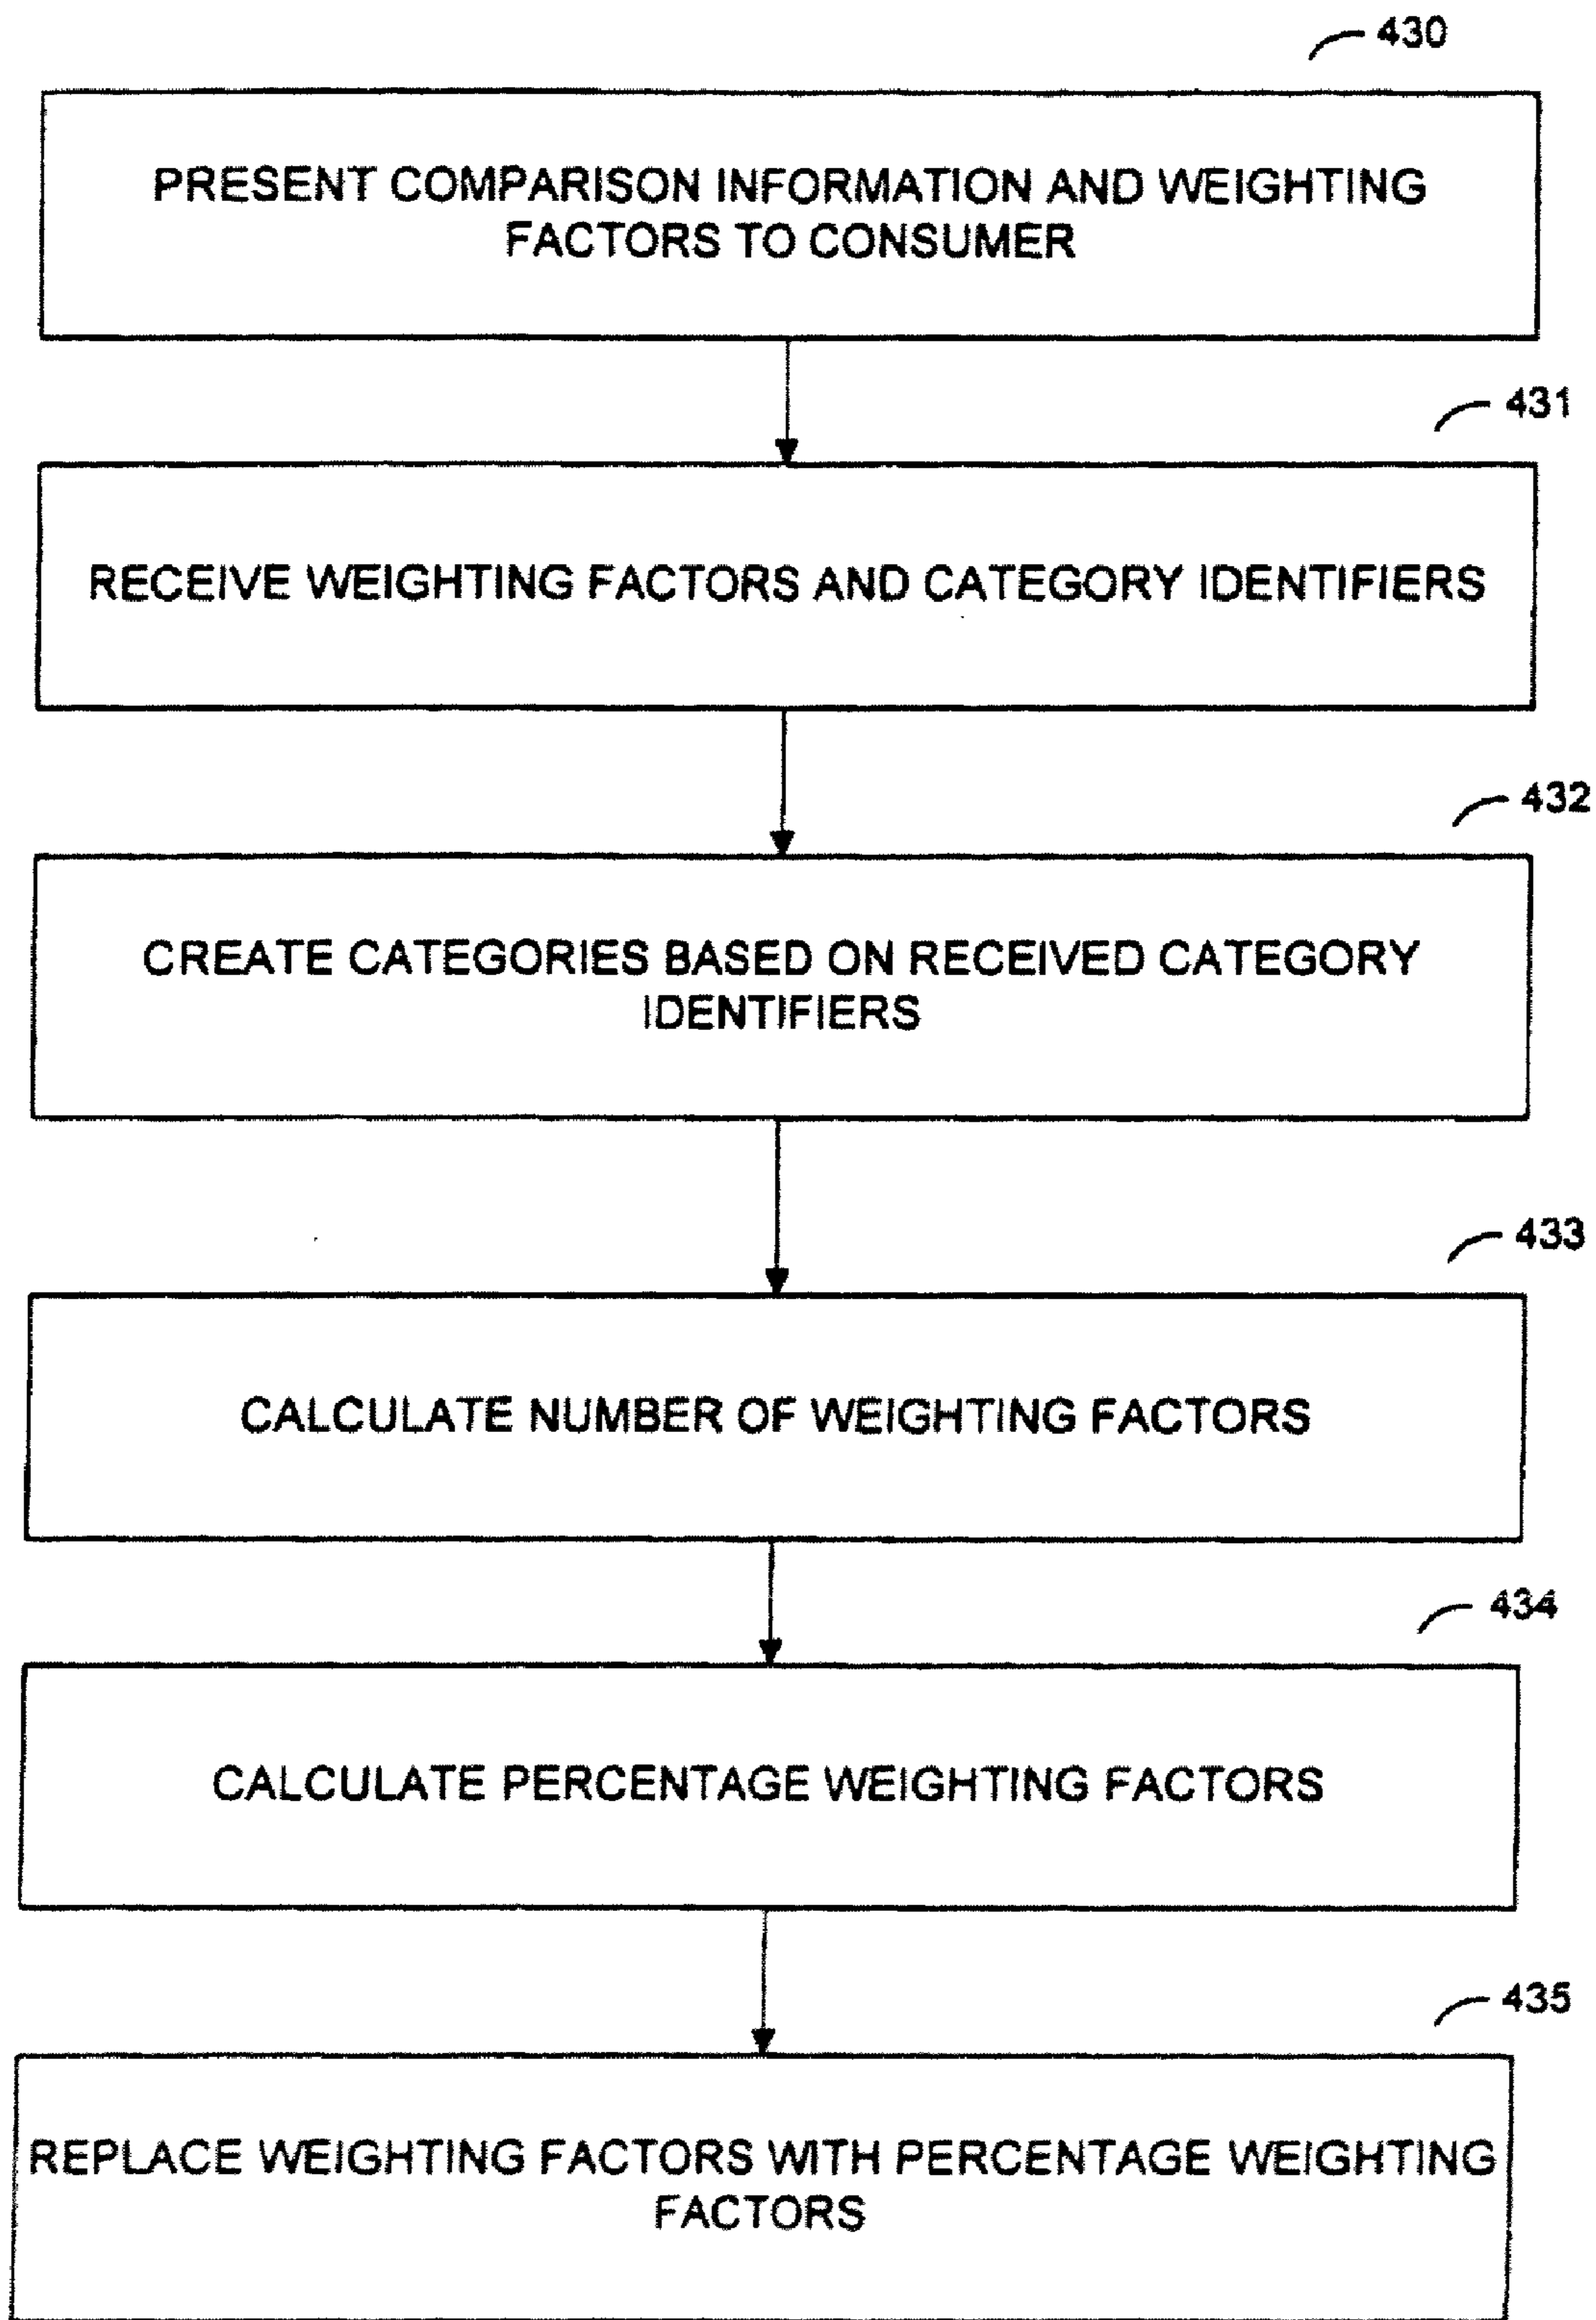 430
PRESENT COMPARISON INFORMATION AND WEIGHTING
FACTORS TO CONSUMER
431
RECEIVE WEIGHTING FACTORS AND CATEGORY IDENTIFIERS
432
CREATE CATEGORIES BASED ON RECEIVED CATEGORY
IDENTIFIERS
433
CALCULATE NUMBER OF WEIGHTING FACTORS
434
CALCULATE PERCENTAGE WEIGHTING FACTORS
435
REPLACE WEIGHTING FACTORS WITH PERCENTAGE WEIGHTING
FACTORS